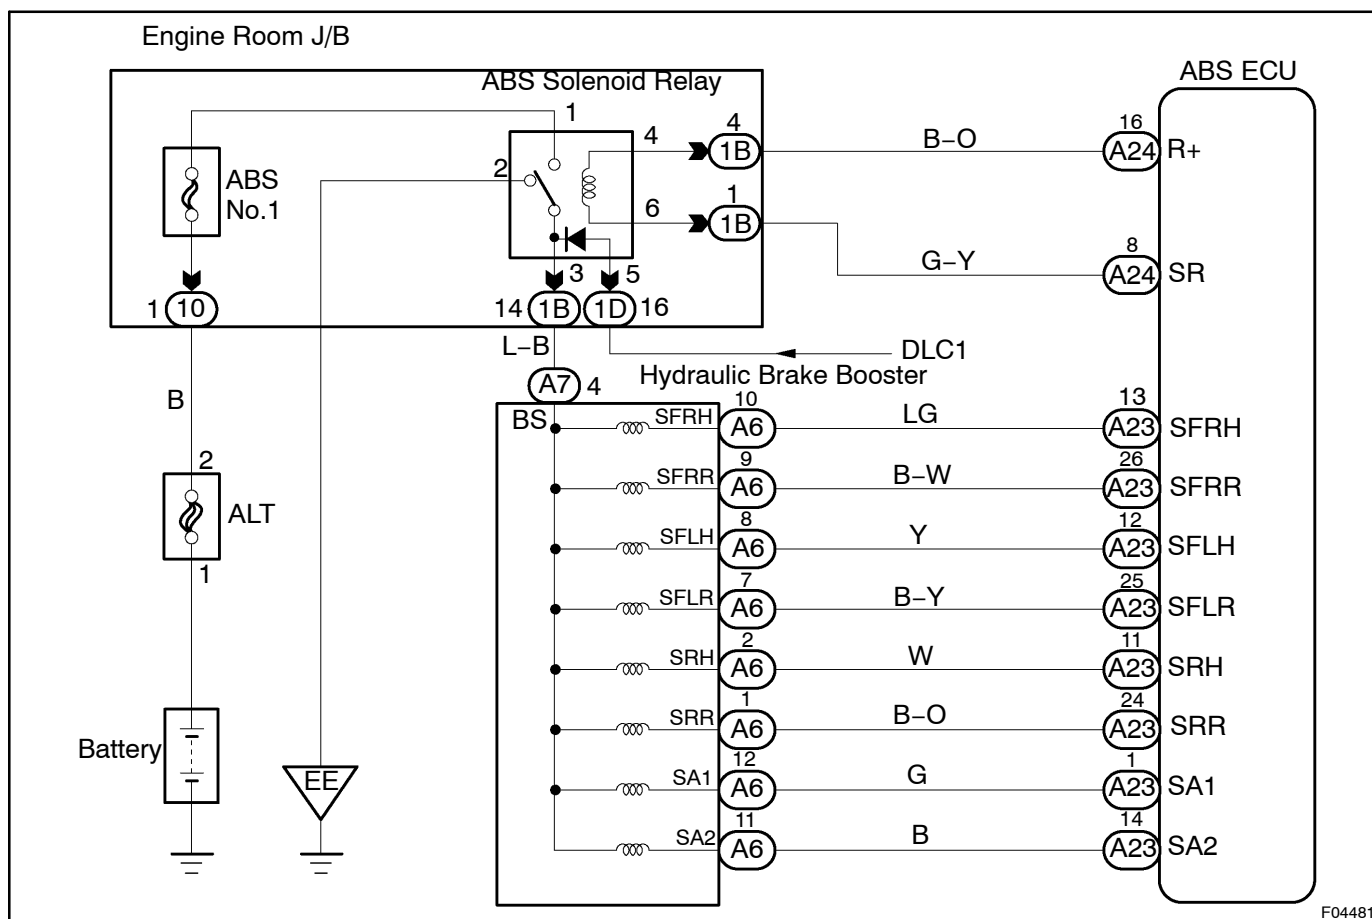 Engine Room J/B
ABS Solenoid Relay
ABS ECU
1
4
4
1B
B-O
16
A24
R+
2
ABS
No.1
6
1
1B
G-Y
8
A24
SR
3
5
1
10
14
1B
1D
16
L-B
DLC1
A7
4
Hydraulic Brake Booster
B
BS
SFRH
10
A6
LG
13
A23
SFRH
SFRR
9
A6
B-W
26
A23
SFRR
2
ALT
1
SFLH
8
A6
Y
12
A23
SFLH
SFLR
7
A6
B-Y
25
A23
SFLR
SRH
2
A6
W
11
A23
SRH
SRR
1
A6
B-O
24
A23
SRR
Battery
EE
SA1
12
A6
G
1
A23
SA1
SA2
11
A6
B
14
A23
SA2
F04481